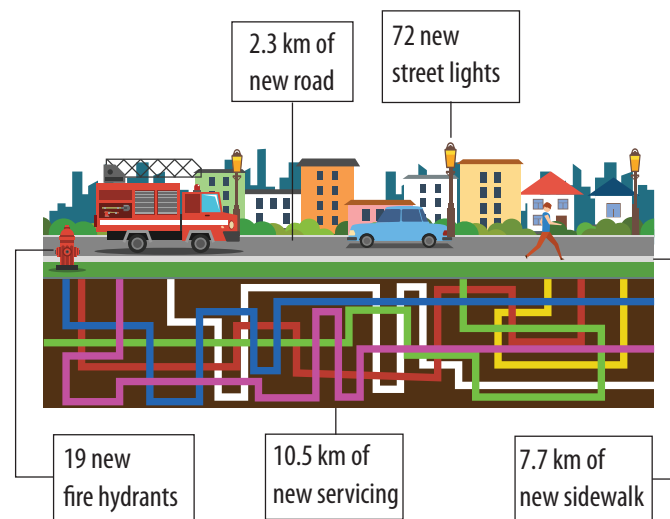 2.3 km of
new road
72 new
street lights
19 new
fire hydrants
10.5 km of
new servicing
7.7 km of
new sidewalk